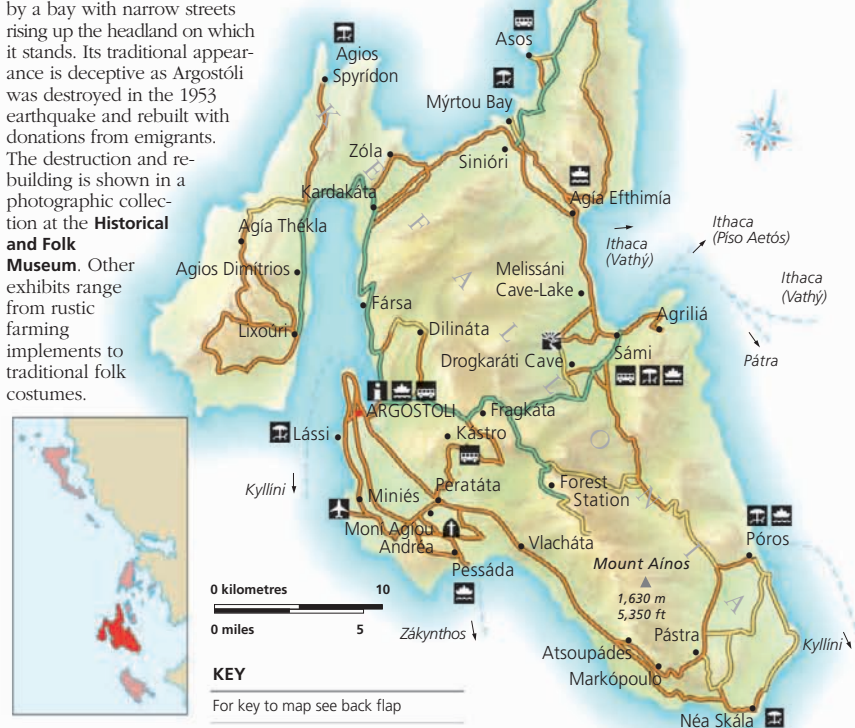 by a bay with narrow streets
rising up the headland on which
it stands. Its traditional appear-
ance is deceptive as Argostóli
was destroyed in the 1953
earthquake and rebuilt with
donations from emigrants.
The destruction and re-
building is shown in a
photographic collec-
tion at the Historical
and Folk
Museum. Other
exhibits range
from rustic
farming
implements to
traditional folk
costumes.
Asos
Agios
Spyrídon
Mýrtou Bay
Zóla
Sinióri
Kardakáta
Agía Efthimía
Agía Thékla
Ithaca
(Vathý)
Ithaca
(Píso Aetós)
Agios Dimítrios
Melissáni
Cave-Lake
Ithaca
(Vathý)
Fársa
Agriliá
Lixoúri
Dilináta
Drogkaráti Cave
Sámi
Pátra
ARGOSTOLI
Fragkáta
Lássi
Kástro
Kyllíni
Miniés
Peratáta
Forest
Station
Moní Agíou
Andréa
Vlacháta
Póros
Pessáda
Mount Aínos
1,630 m
5,350 ft
KEFALLONIA
0 kilometres 10
0 miles 5
Zákynthos
Pástra
Kyllíni
Atsoupádes
Markópoulo
Néa Skála
KEY
For key to map see back flap